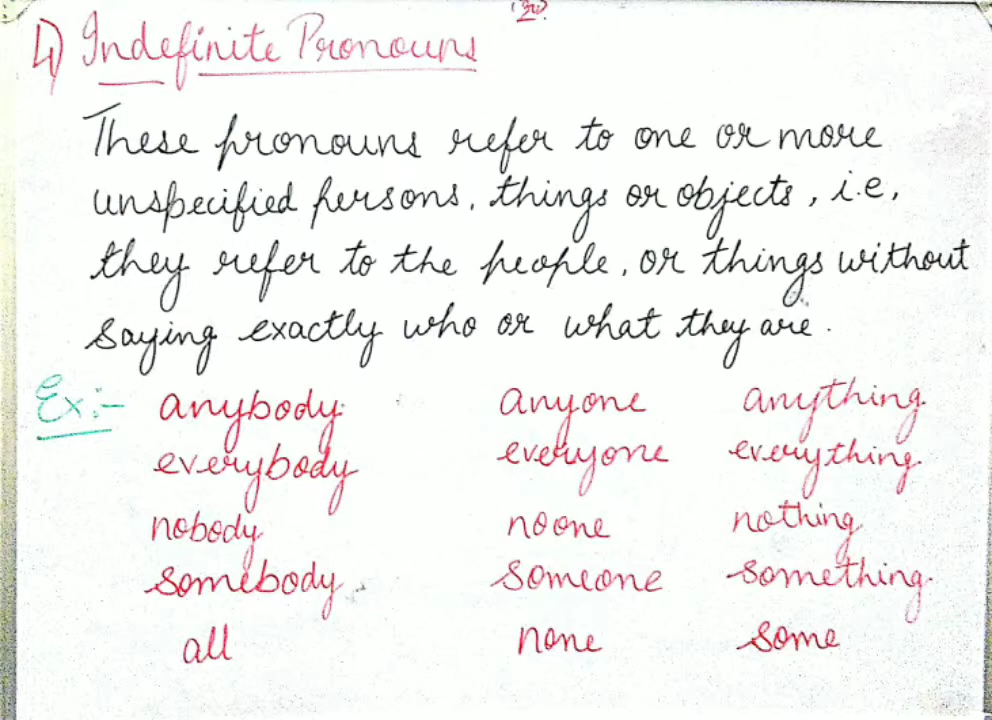 4) Indefinite Pronouns
These pronouns refer to one or more
unspecified persons, things or objects, i.e,
they refer to the people, or things without
saying exactly who or what they are.
Ex:- anybody anyone anything
everybody everyone everything
nobody noone nothing
somebody someone something
all none some